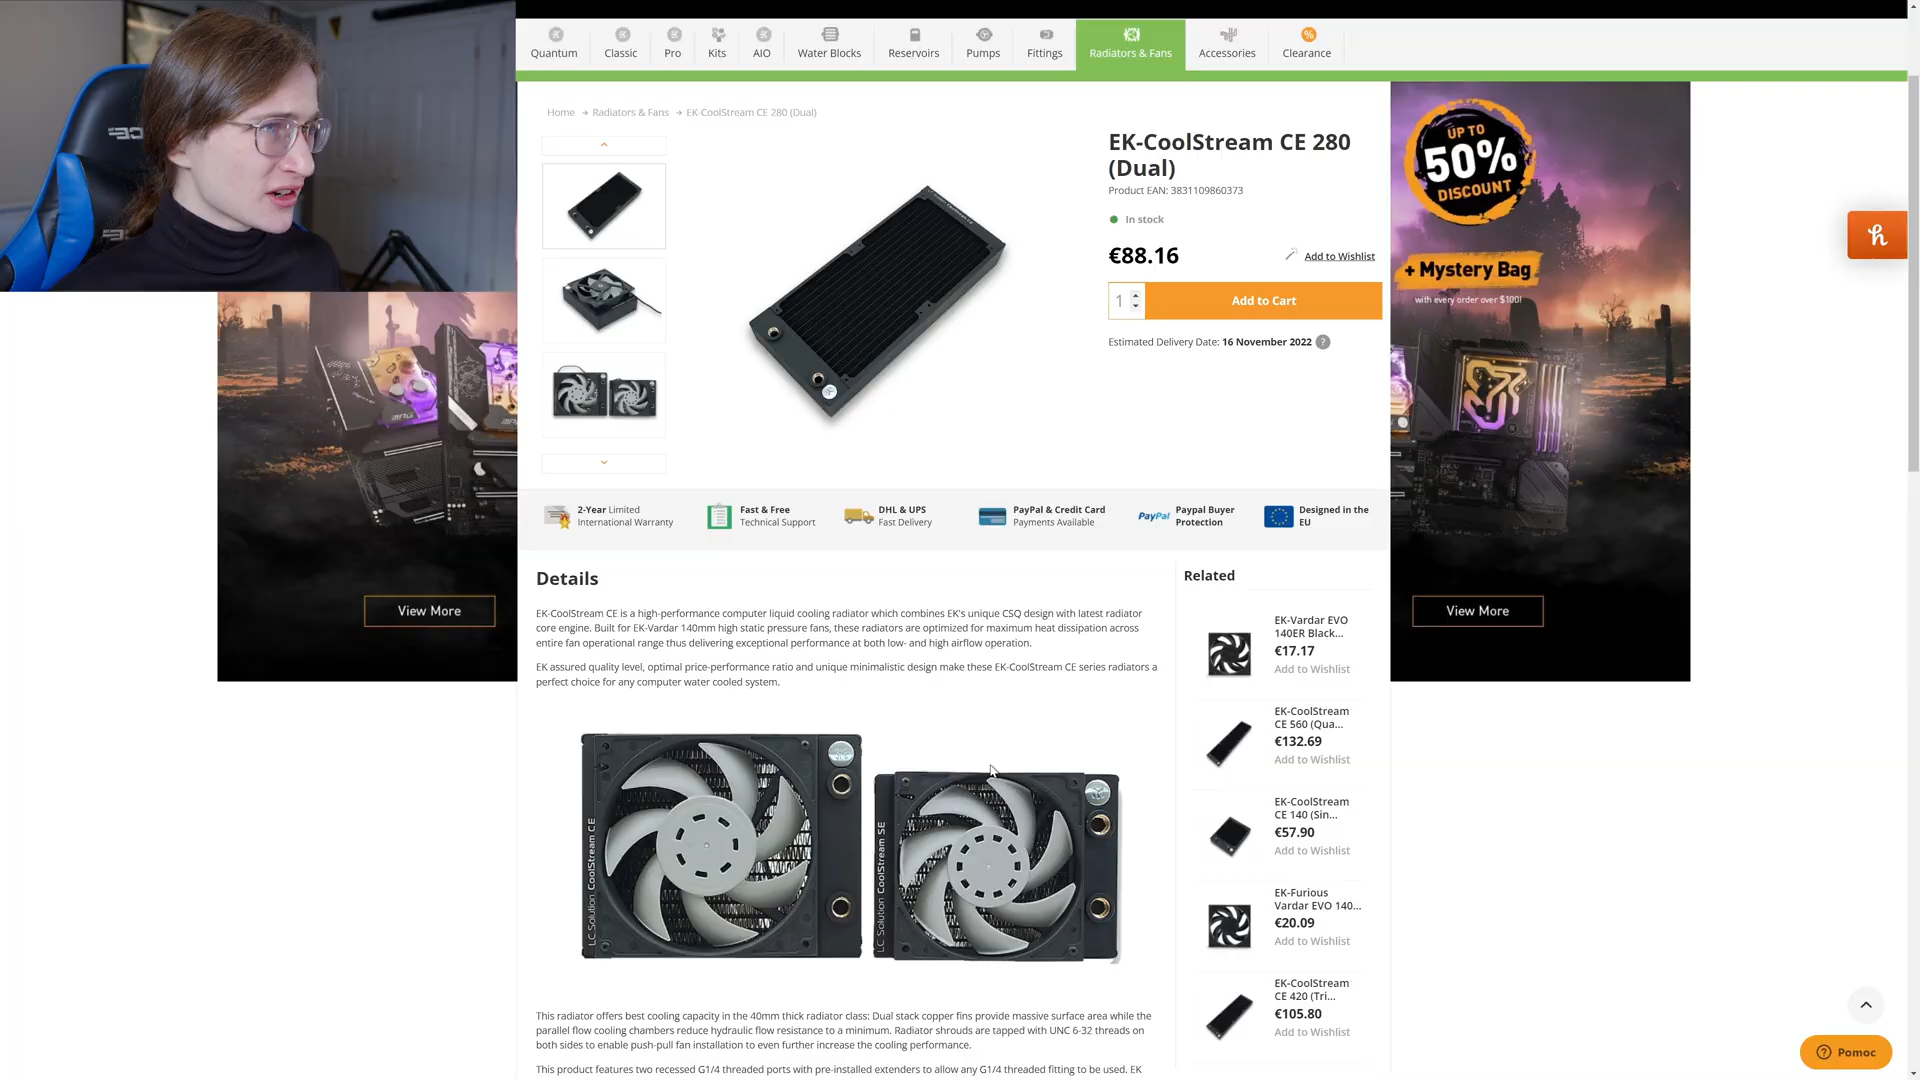 Quantum
Classic
Pro
Kits
AIO
Water Blocks
Reservoirs
Pumps
Fittings
Radiators & Fans
Accessories
Clearance
Home → Radiators & Fans → EK-CoolStream CE 280 (Dual)
EK-CoolStream CE 280
(Dual)
Product EAN: 3831109860373
In stock
€88.16
Add to Wishlist
1
Add to Cart
Estimated Delivery Date: 16 November 2022 ?
UP TO
50%
DISCOUNT
+ Mystery Bag
with every order over $100!
View More
View More
2-Year Limited
International Warranty
Fast & Free
Technical Support
DHL & UPS
Fast Delivery
PayPal & Credit Card
Payments Available
PayPal
Paypal Buyer
Protection
Designed in the
EU
Details
EK-CoolStream CE is a high-performance computer liquid cooling radiator which combines EK's unique CSQ design with latest radiator
core engine. Built for EK-Vardar 140mm high static pressure fans, these radiators are optimized for maximum heat dissipation across
entire fan operational range thus delivering exceptional performance at both low- and high airflow operation.
EK assured quality level, optimal price-performance ratio and unique minimalistic design make these EK-CoolStream CE series radiators a
perfect choice for any computer water cooled system.
LC Solution CoolStream CE
LC Solution CoolStream SE
This radiator offers best cooling capacity in the 40mm thick radiator class: Dual stack copper fins provide massive surface area while the
parallel flow cooling chambers reduce hydraulic flow resistance to a minimum. Radiator shrouds are tapped with UNC 6-32 threads on
both sides to enable push-pull fan installation to even further increase the cooling performance.
This product features two recessed G1/4 threaded ports with pre-installed extenders to allow any G1/4 threaded fitting to be used. EK
Related
EK-Vardar EVO
140ER Black...
€17.17
Add to Wishlist
EK-CoolStream
CE 560 (Qua...
€132.69
Add to Wishlist
EK-CoolStream
CE 140 (Sin...
€57.90
Add to Wishlist
EK-Furious
Vardar EVO 140...
€20.09
Add to Wishlist
EK-CoolStream
CE 420 (Tri...
€105.80
Add to Wishlist
h
? Pomoc